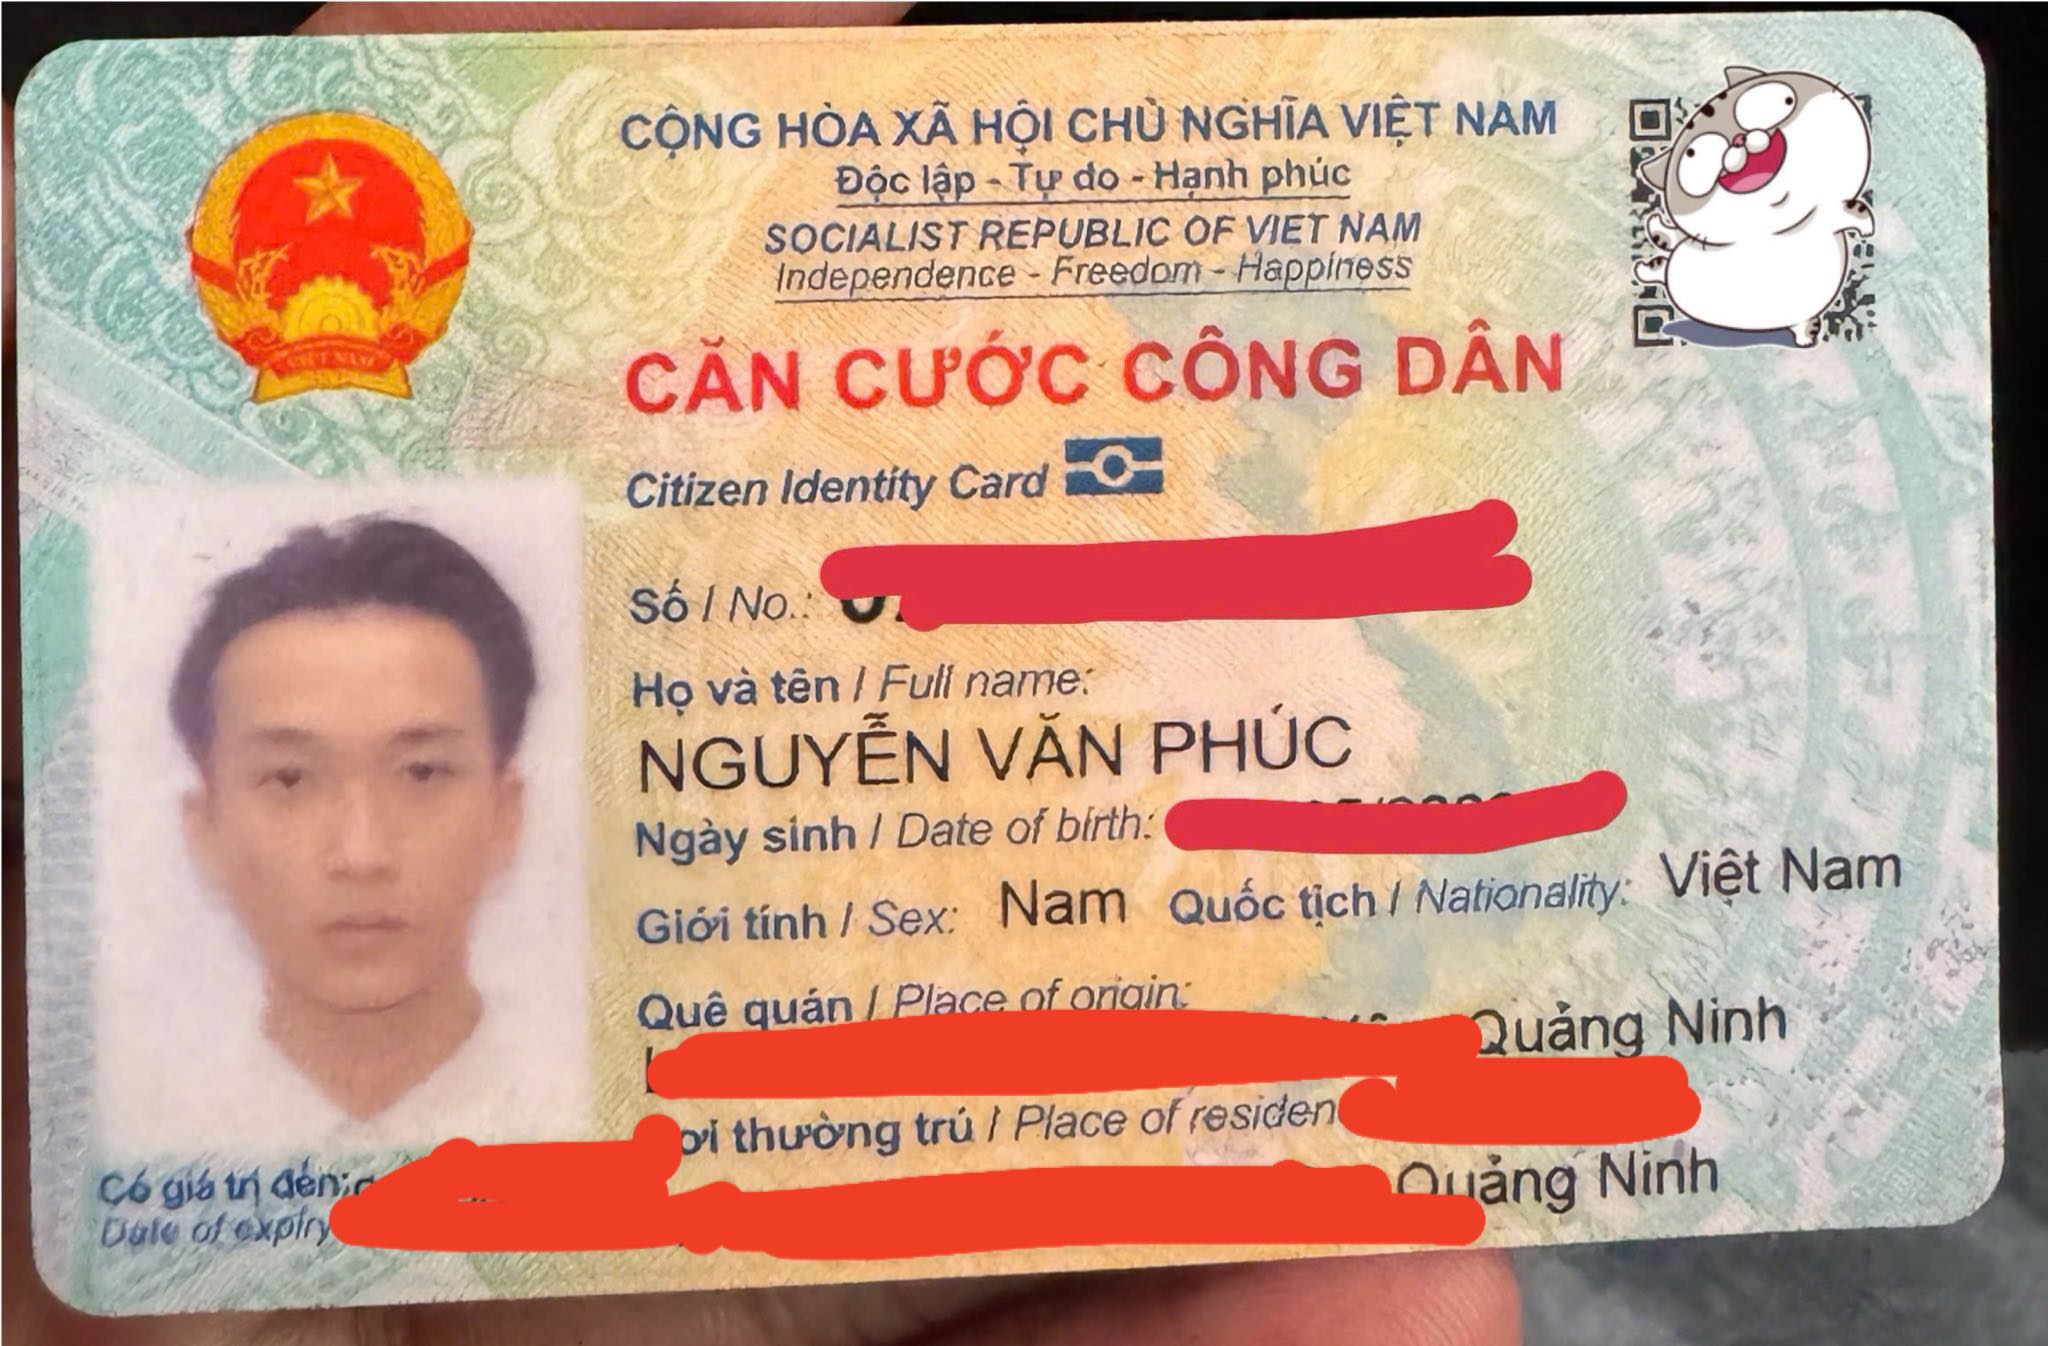 CỘNG HÒA XÃ HỘI CHỦ NGHĨA VIỆT NAM
Độc lập - Tự do - Hạnh phúc
SOCIALIST REPUBLIC OF VIET NAM
Independence - Freedom - Happiness
CĂN CƯỚC CÔNG DÂN
Citizen Identity Card
Số / No.:
Họ và tên / Full name:
NGUYỄN VĂN PHÚC
Ngày sinh / Date of birth:
Giới tính / Sex: Nam Quốc tịch / Nationality: Việt Nam
Quê quán / Place of origin:
Quảng Ninh
thường trú / Place of
Quảng Ninh
Có giá trị đến:
Date of expiry
VIỆT NAM